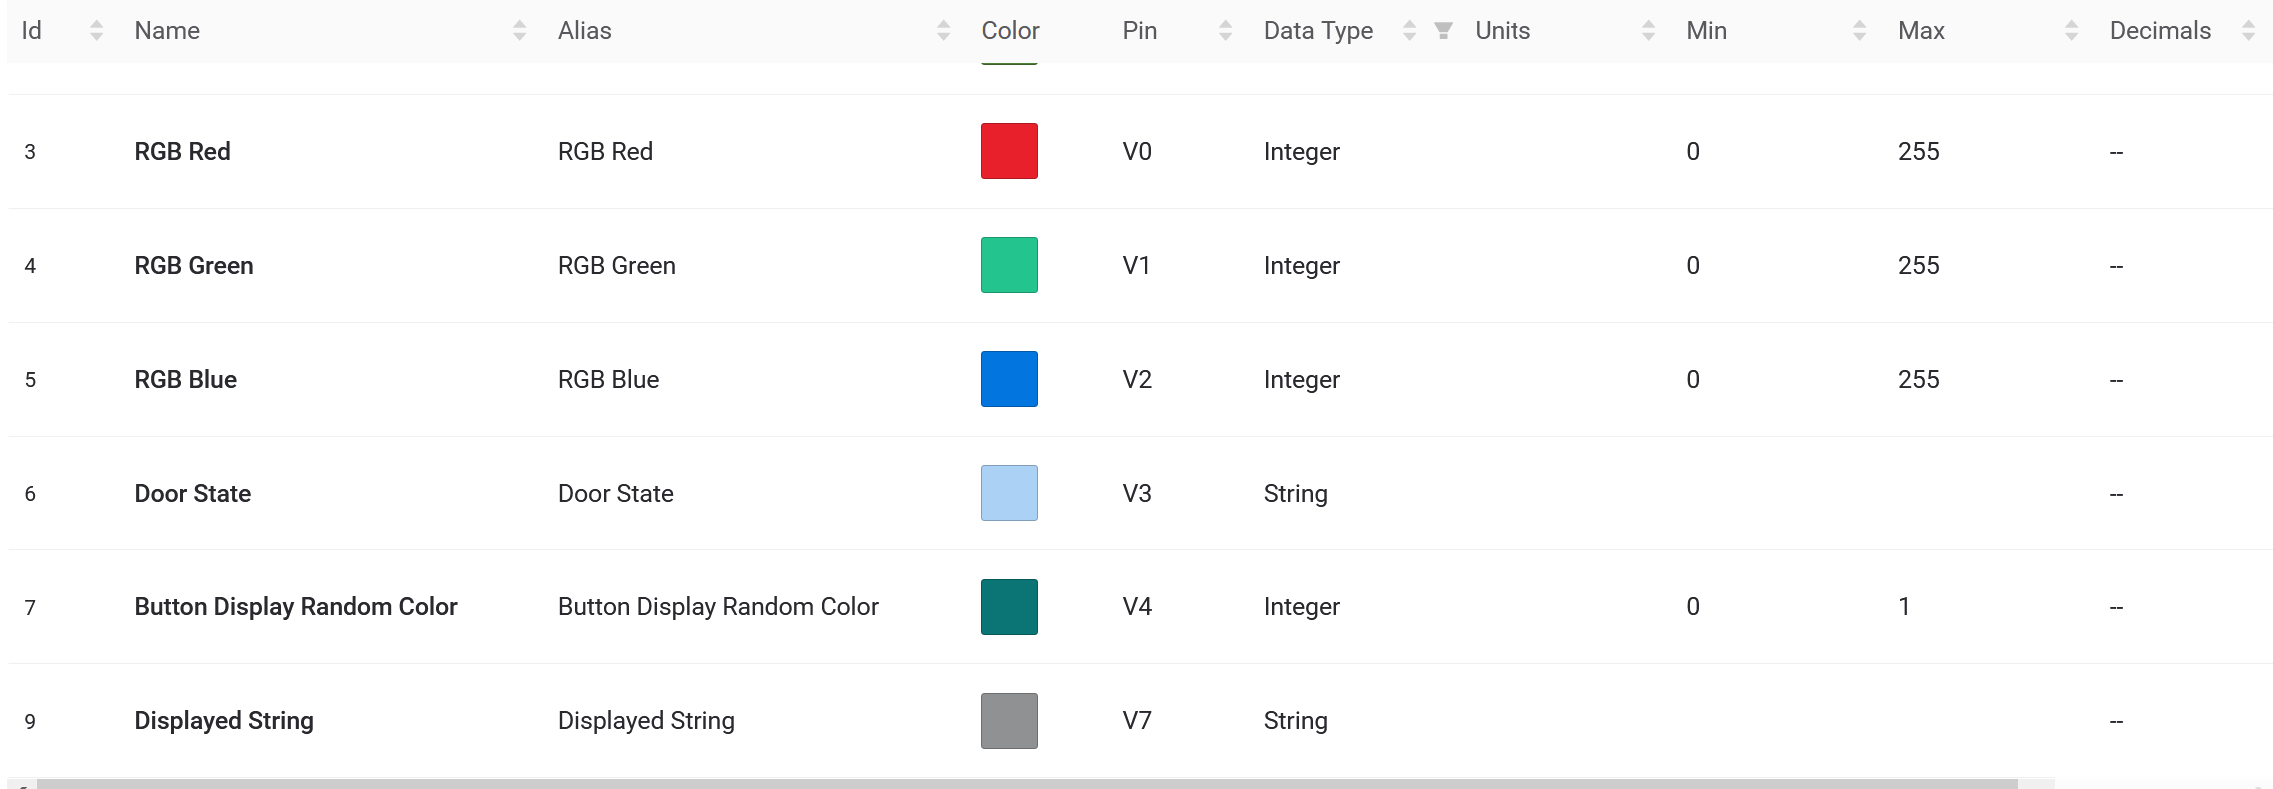 Id Name Alias Color Pin Data Type Units Min Max Decimals
3 RGB Red RGB Red V0 Integer 0 255 --
4 RGB Green RGB Green V1 Integer 0 255 --
5 RGB Blue RGB Blue V2 Integer 0 255 --
6 Door State Door State V3 String --
7 Button Display Random Color Button Display Random Color V4 Integer 0 1 --
9 Displayed String Displayed String V7 String --